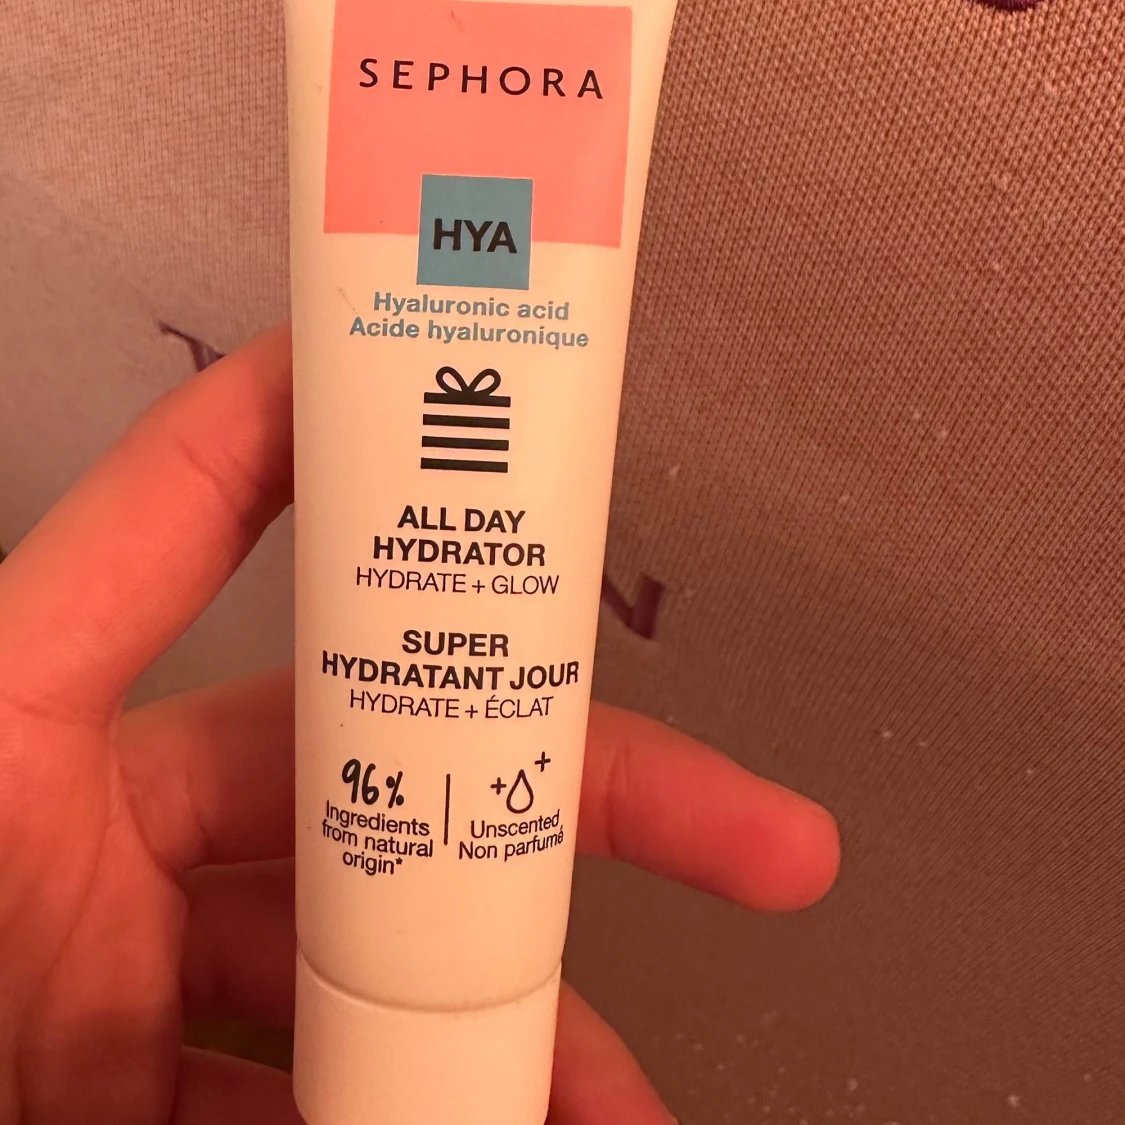 SEPHORA
HYA
Hyaluronic acid
Acide hyaluronique
ALL DAY
HYDRATOR
HYDRATE + GLOW
SUPER
HYDRATANT JOUR
HYDRATE + ÉCLAT
96%
Ingredients
from natural
origin*
Unscented
Non parfumé